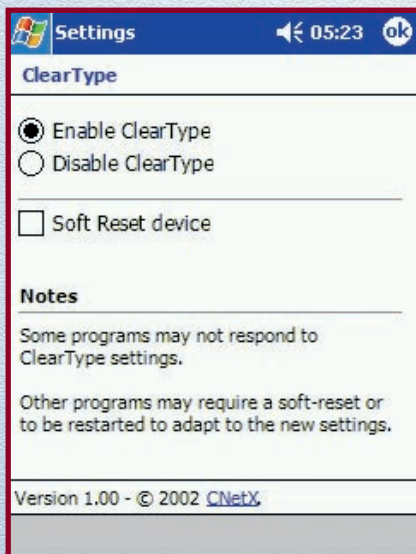 Settings 05:23 ok
ClearType
Enable ClearType
Disable ClearType
Soft Reset device
Notes
Some programs may not respond to
ClearType settings.
Other programs may require a soft-reset or
to be restarted to adapt to the new settings.
Version 1.00 - © 2002 CNetX